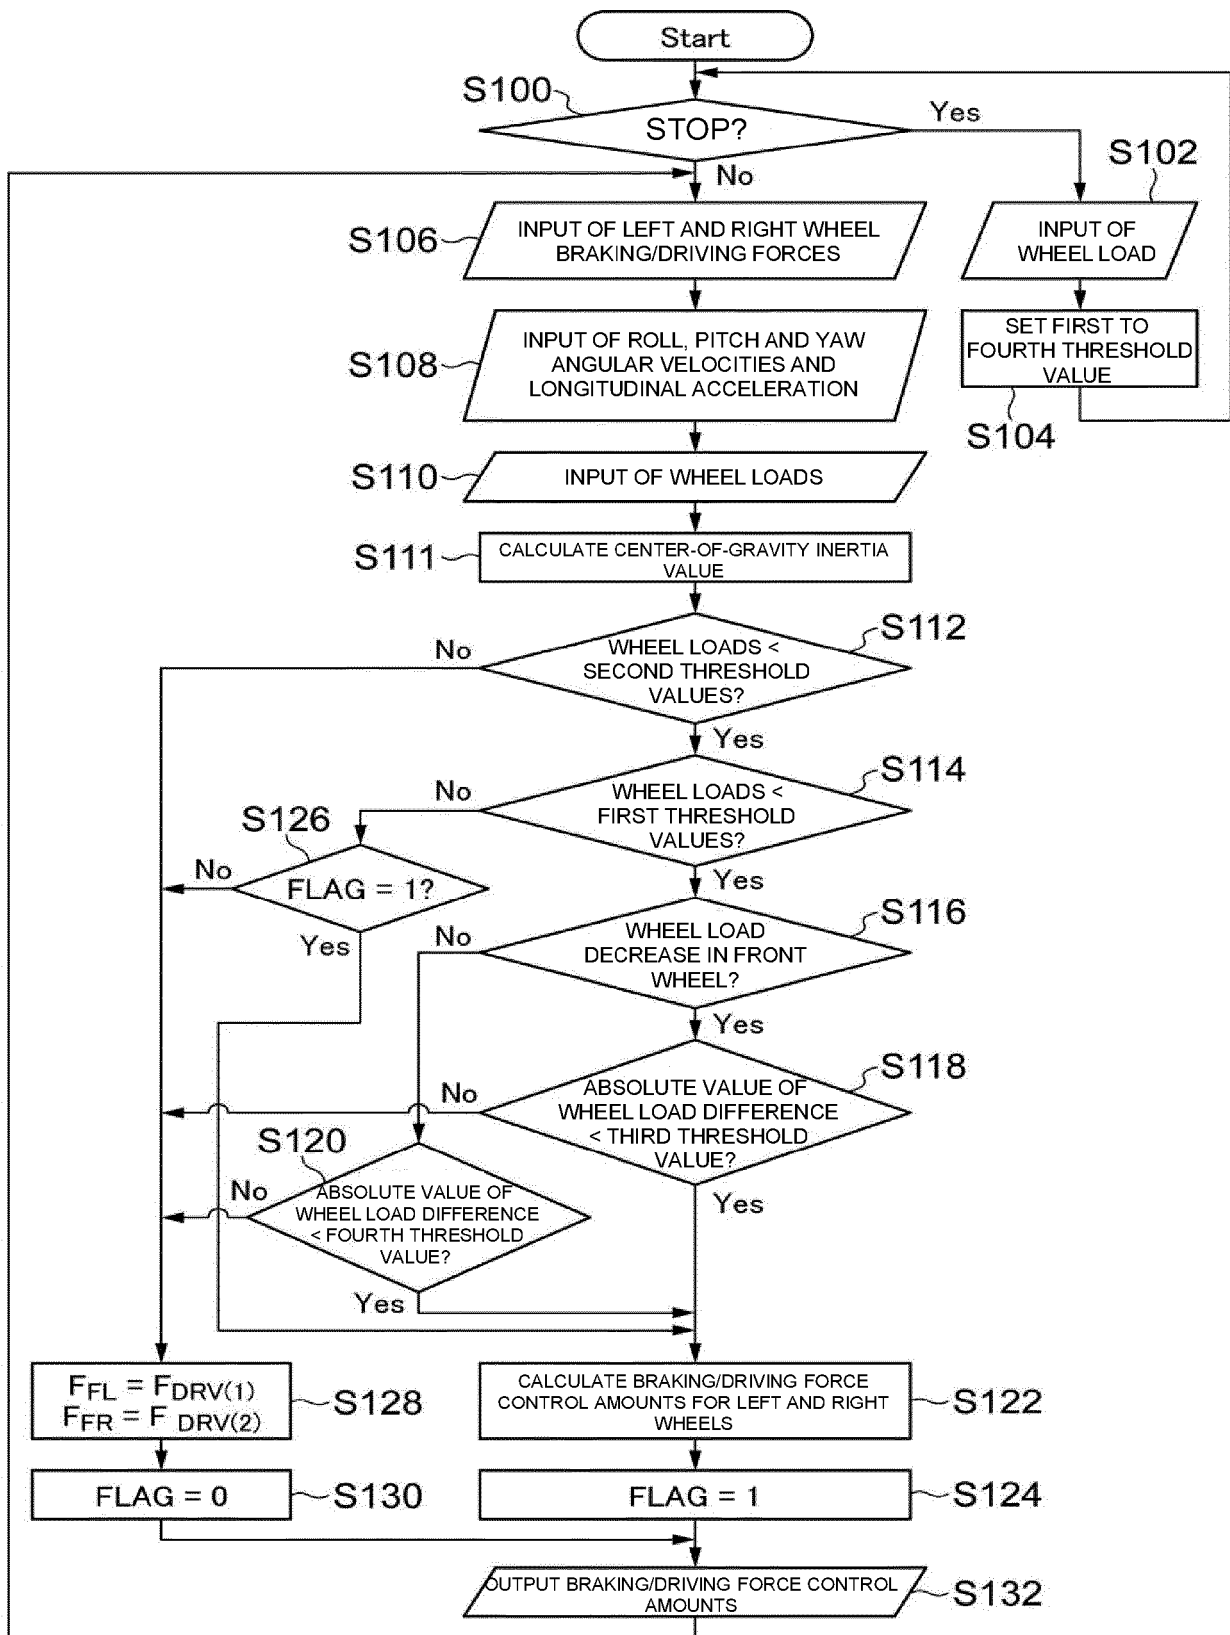 Start
S100
STOP?
Yes
No
S102
INPUT OF
WHEEL LOAD
SET FIRST TO
FOURTH THRESHOLD
VALUE
S104
S106
INPUT OF LEFT AND RIGHT WHEEL
BRAKING/DRIVING FORCES
S108
INPUT OF ROLL, PITCH AND YAW
ANGULAR VELOCITIES AND
LONGITUDINAL ACCELERATION
S110
INPUT OF WHEEL LOADS
S111
CALCULATE CENTER-OF-GRAVITY INERTIA
VALUE
S112
No
WHEEL LOADS <
SECOND THRESHOLD
VALUES?
Yes
S114
No
WHEEL LOADS <
FIRST THRESHOLD
VALUES?
Yes
S126
No
FLAG = 1?
Yes
S116
No
WHEEL LOAD
DECREASE IN FRONT
WHEEL?
Yes
S118
No
ABSOLUTE VALUE OF
WHEEL LOAD DIFFERENCE
< THIRD THRESHOLD
VALUE?
Yes
S120
No
ABSOLUTE VALUE OF
WHEEL LOAD DIFFERENCE
< FOURTH THRESHOLD
VALUE?
Yes
FFL = FDRV(1)
FFR = F DRV(2)
S128
CALCULATE BRAKING/DRIVING FORCE
CONTROL AMOUNTS FOR LEFT AND RIGHT
WHEELS
S122
FLAG = 0
S130
FLAG = 1
S124
OUTPUT BRAKING/DRIVING FORCE CONTROL
AMOUNTS
S132